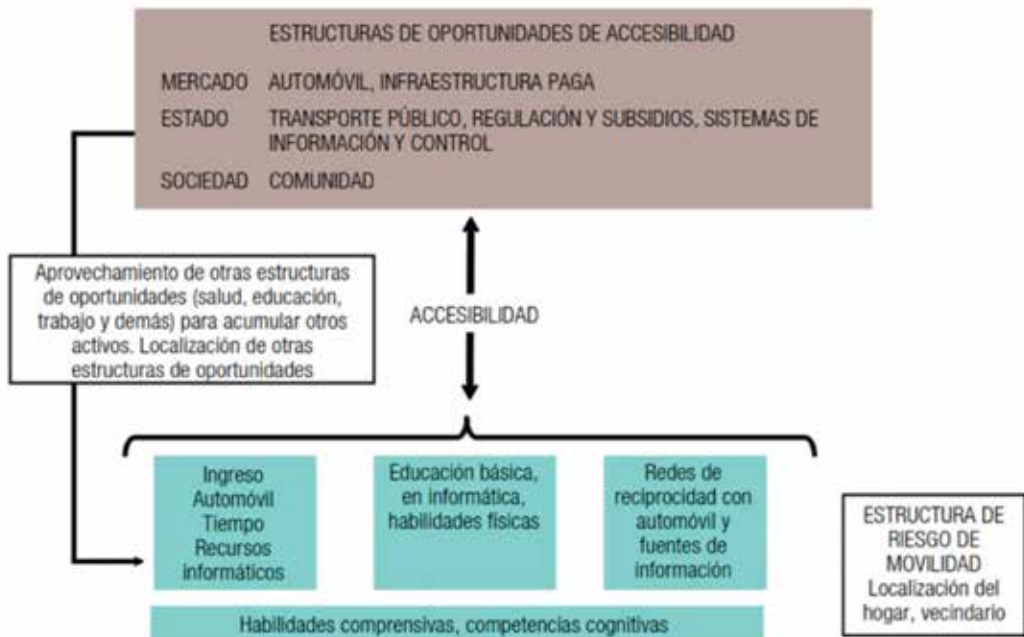 ESTRUCTURAS DE OPORTUNIDADES DE ACCESIBILIDAD
MERCADO AUTOMÓVIL, INFRAESTRUCTURA PAGA
ESTADO TRANSPORTE PÚBLICO, REGULACIÓN Y SUBSIDIOS, SISTEMAS DE
INFORMACIÓN Y CONTROL
SOCIEDAD COMUNIDAD
Aprovechamiento de otras estructuras
de oportunidades (salud, educación,
trabajo y demás) para acumular otros
activos. Localización de otras
estructuras de oportunidades
ACCESIBILIDAD
Ingreso
Automóvil
Tiempo
Recursos
informáticos
Educación básica,
en informática,
habilidades físicas
Redes de
reciprocidad con
automóvil y
fuentes de
información
ESTRUCTURA DE
RIESGO DE
MOVILIDAD
Localización del
hogar, vecindario
Habilidades comprensivas, competencias cognitivas